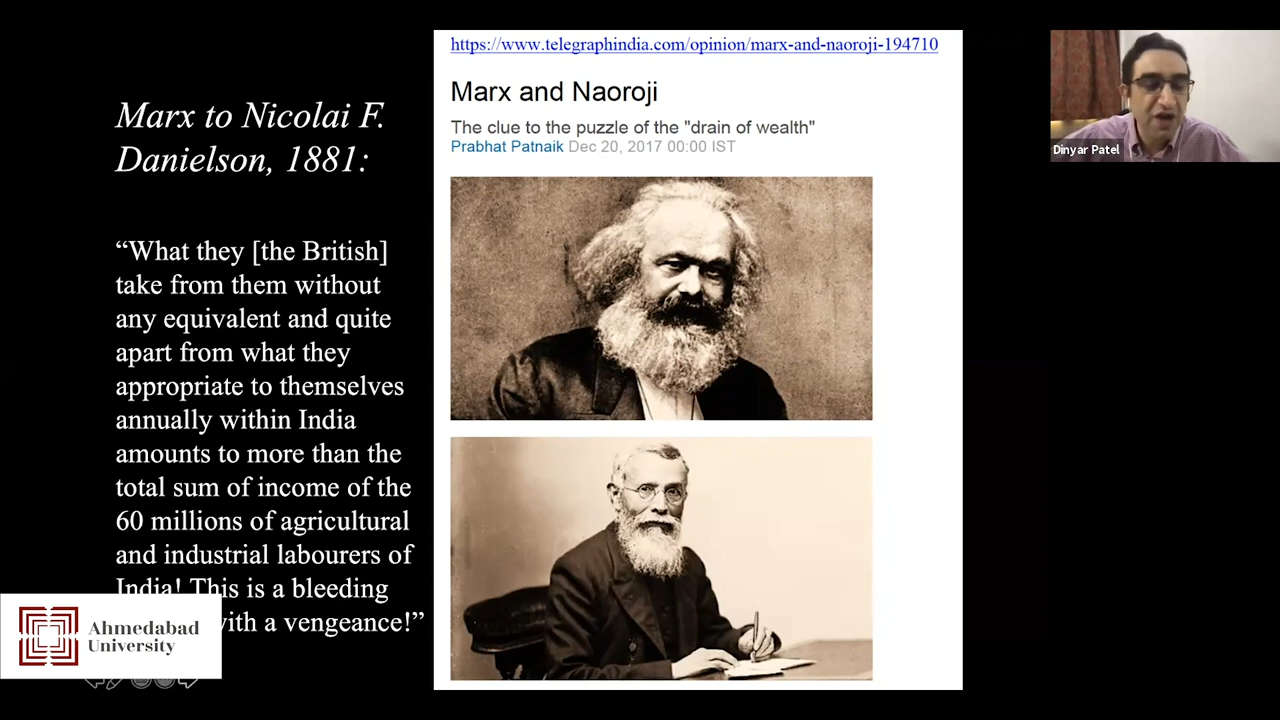 Marx to Nicolai F.
Danielson, 1881:
“What they [the British]
take from them without
any equivalent and quite
apart from what they
appropriate to themselves
annually within India
amounts to more than the
total sum of income of the
60 millions of agricultural
and industrial labourers of
India! This is a bleeding
with a vengeance!”
https://www.telegraphindia.com/opinion/marx-and-naoroji-194710
Marx and Naoroji
The clue to the puzzle of the "drain of wealth"
Prabhat Patnaik Dec 20, 2017 00:00 IST
Dinyar Patel
Ahmedabad
University